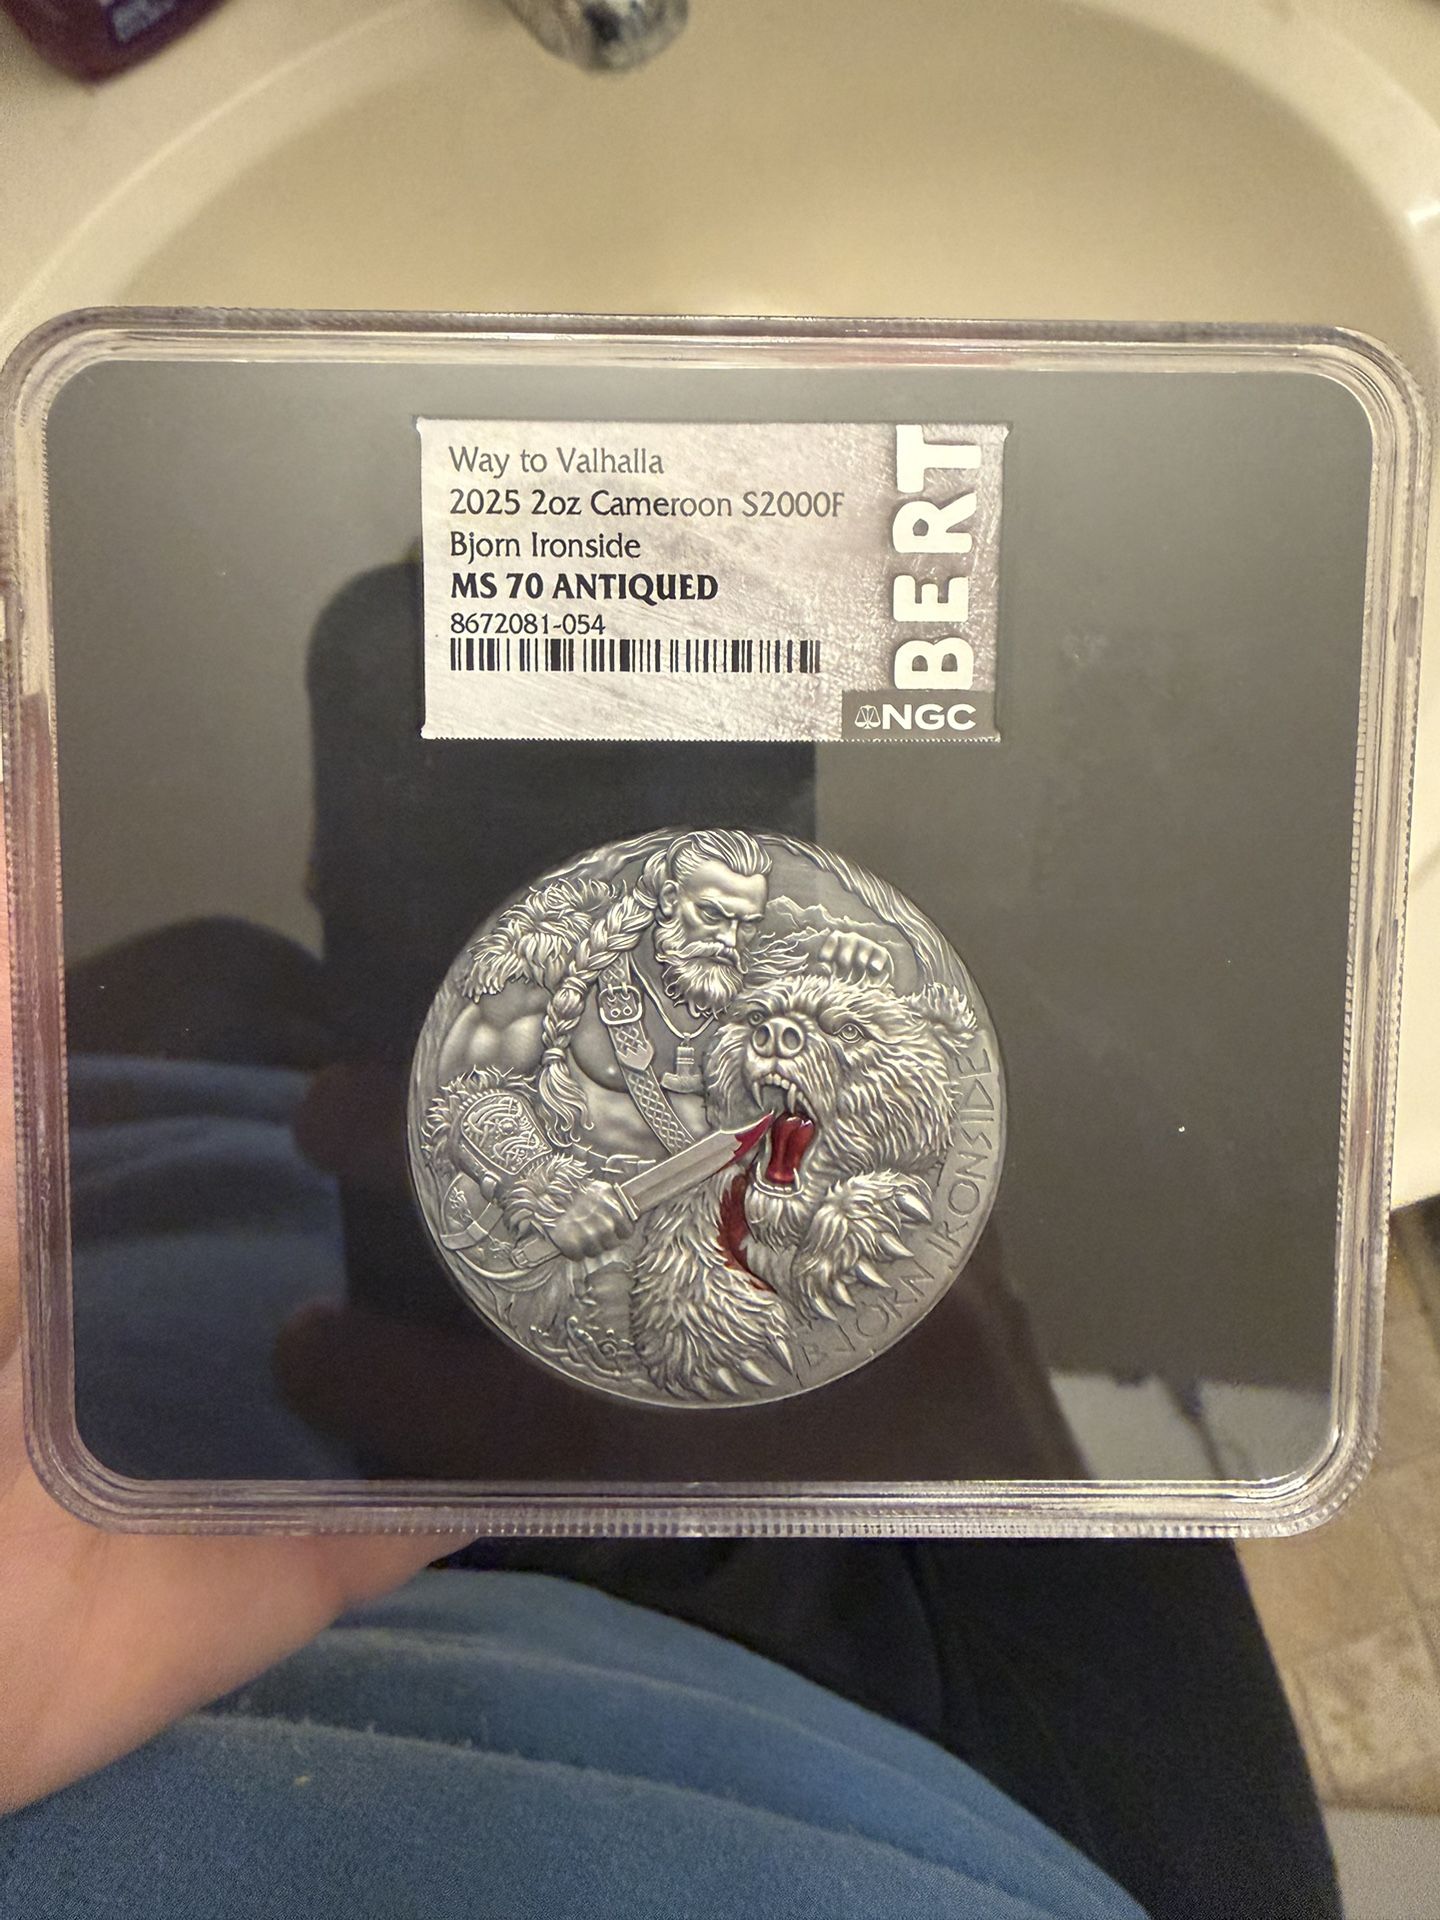 Way to Valhalla
2025 2oz Cameroon S2000F
Bjorn Ironside
MS 70 ANTIQUED
8672081-054
BERT
NGC
BJORN IRONSIDE